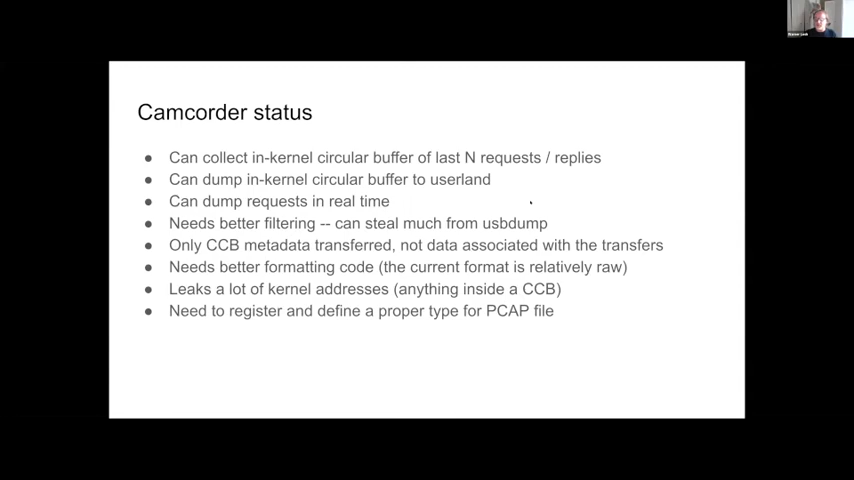 Camcorder status
● Can collect in-kernel circular buffer of last N requests / replies
● Can dump in-kernel circular buffer to userland
● Can dump requests in real time
● Needs better filtering -- can steal much from usbdump
● Only CCB metadata transferred, not data associated with the transfers
● Needs better formatting code (the current format is relatively raw)
● Leaks a lot of kernel addresses (anything inside a CCB)
● Need to register and define a proper type for PCAP file